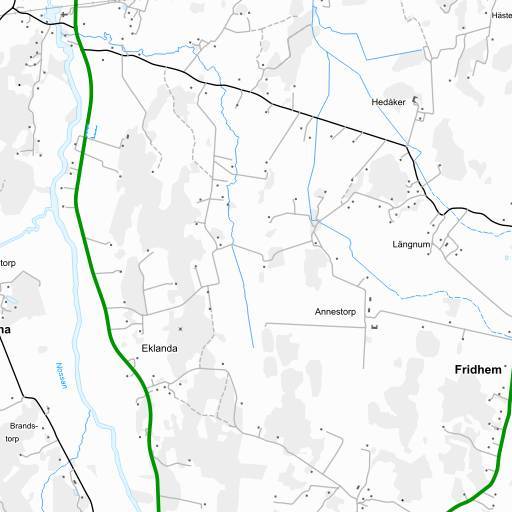 Häste
Hedåker
Längnum
torp
Annestorp
na
Eklanda
Nossan
Fridhem
Brands-
torp